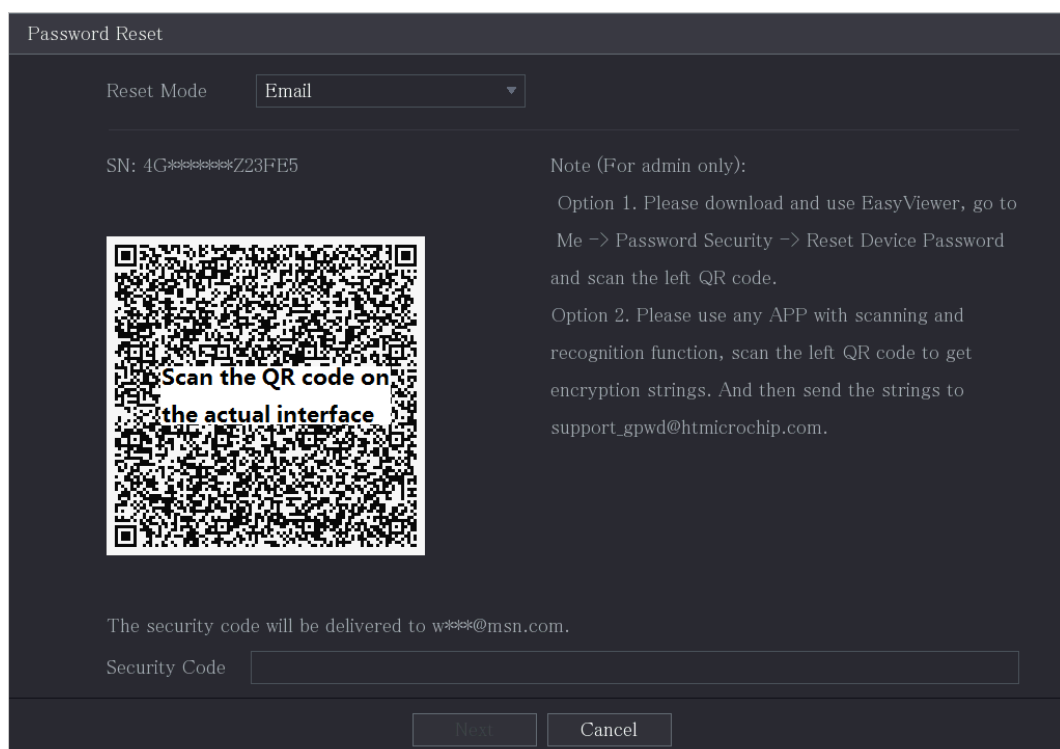 Password Reset
Reset Mode
Email
SN: 4G*******Z23FE5
Note (For admin only):
Option 1. Please download and use EasyViewer, go to
Me -> Password Security -> Reset Device Password
and scan the left QR code.
Option 2. Please use any APP with scanning and
recognition function, scan the left QR code to get
encryption strings. And then send the strings to
support_gpwd@htmicrochip.com.
Scan the QR code on
the actual interface
The security code will be delivered to w***@msn.com.
Security Code
Next
Cancel